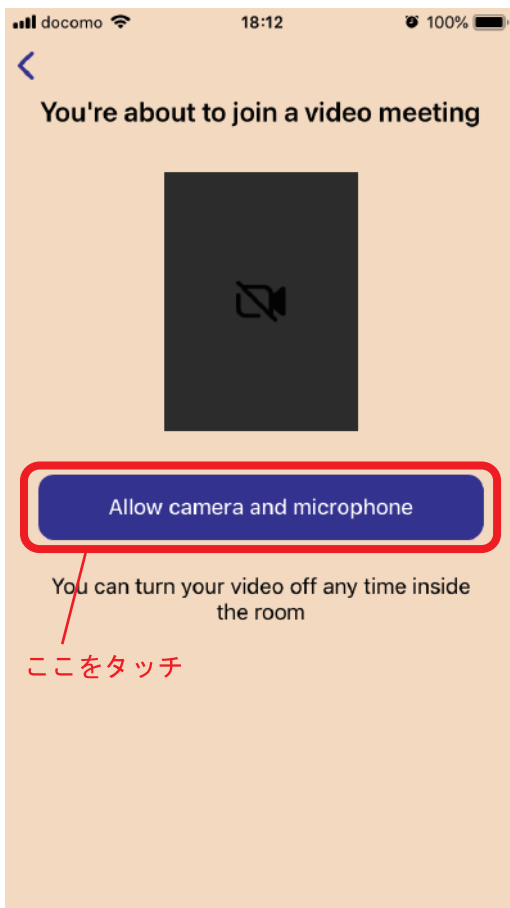 docomo 18:12 100%
You're about to join a video meeting
Allow camera and microphone
You can turn your video off any time inside
the room
ここをタッチ